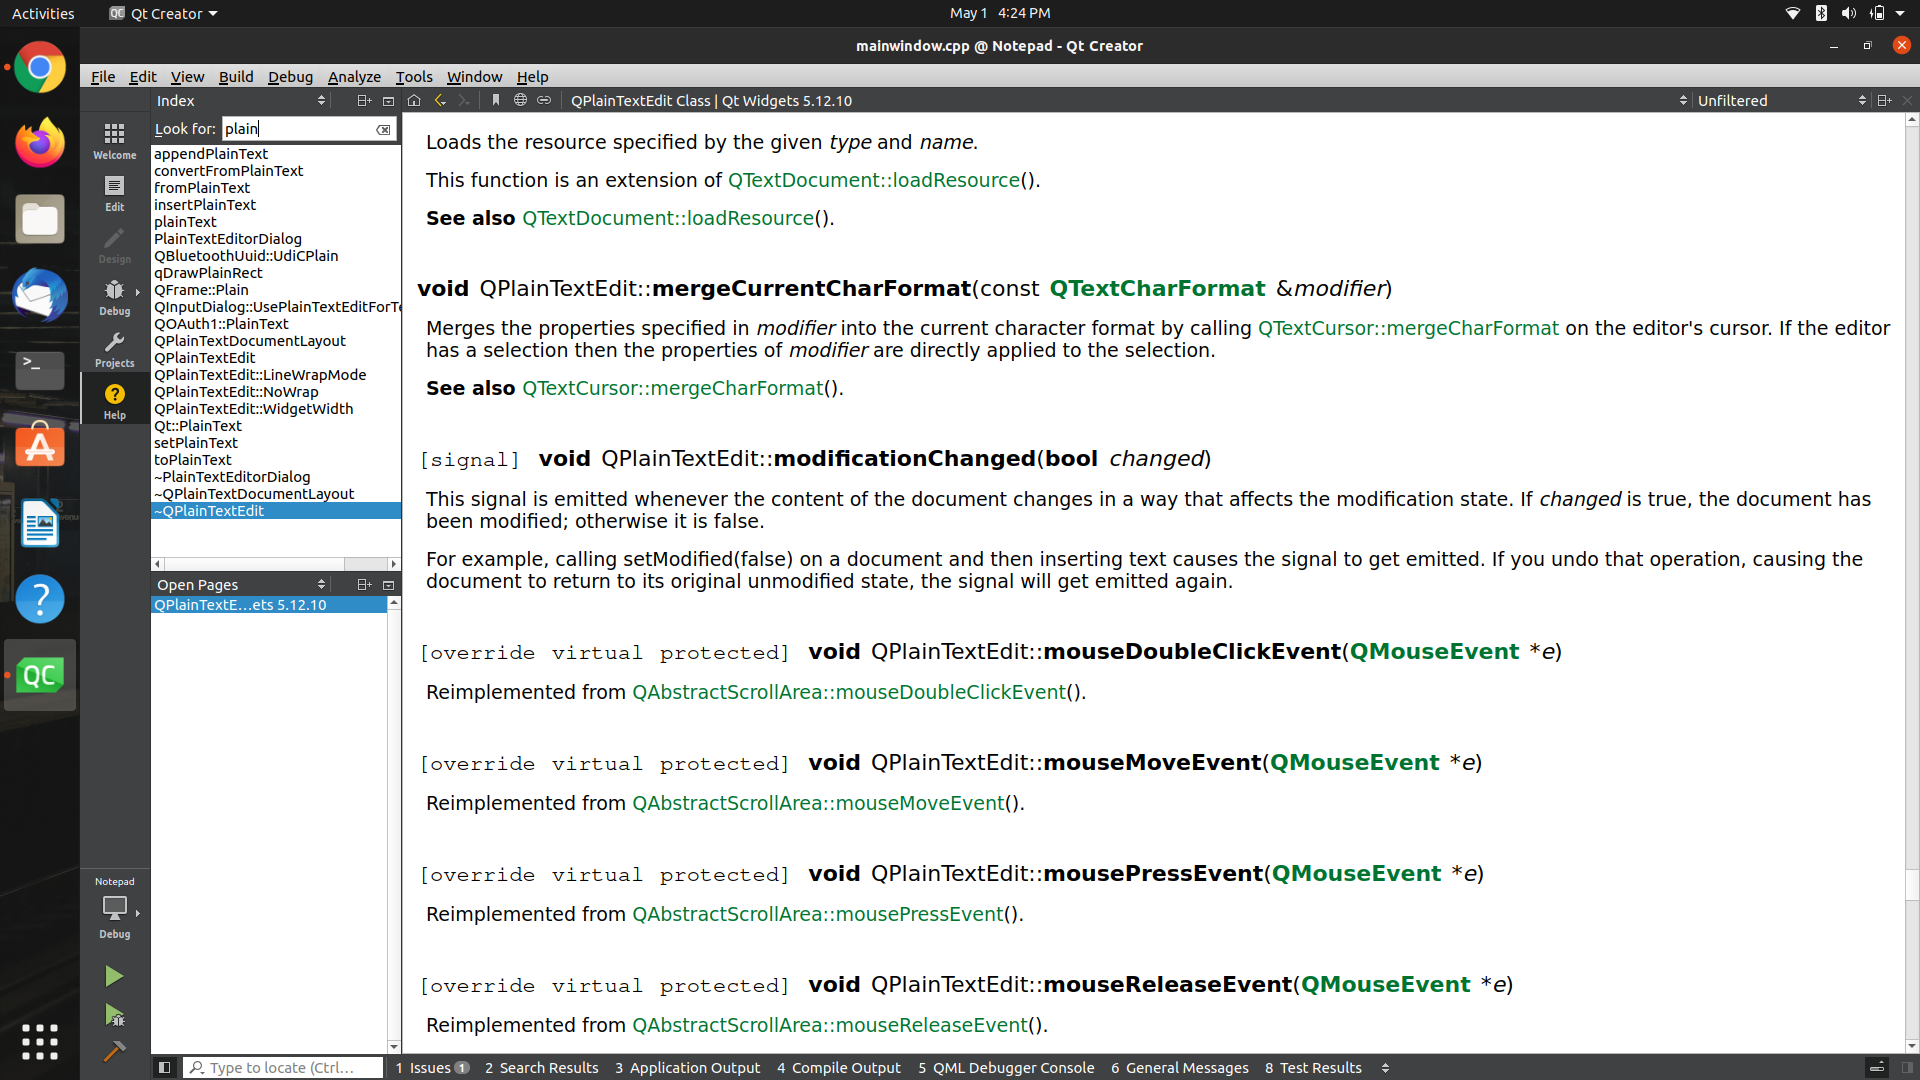 Activities
Qt Creator
May 1 4:24 PM
mainwindow.cpp @ Notepad - Qt Creator
File Edit View Build Debug Analyze Tools Window Help
Index
QPlainTextEdit Class | Qt Widgets 5.12.10
Unfiltered
Look for: plain
appendPlainText
convertFromPlainText
fromPlainText
insertPlainText
plainText
PlainTextEditorDialog
QBluetoothUuid::UdiCPlain
qDrawPlainRect
QFrame::Plain
QInputDialog::UsePlainTextEditForTe
QOAuth1::PlainText
QPlainTextDocumentLayout
QPlainTextEdit
QPlainTextEdit::LineWrapMode
QPlainTextEdit::NoWrap
QPlainTextEdit::WidgetWidth
Qt::PlainText
setPlainText
toPlainText
~PlainTextEditorDialog
~QPlainTextDocumentLayout
~QPlainTextEdit
Open Pages
QPlainTextE...ets 5.12.10
Welcome
Edit
Design
Debug
Projects
Help
Notepad
Debug
Loads the resource specified by the given type and name.
This function is an extension of QTextDocument::loadResource().
See also QTextDocument::loadResource().
void QPlainTextEdit::mergeCurrentCharFormat(const QTextCharFormat &modifier)
Merges the properties specified in modifier into the current character format by calling QTextCursor::mergeCharFormat on the editor's cursor. If the editor
has a selection then the properties of modifier are directly applied to the selection.
See also QTextCursor::mergeCharFormat().
[signal] void QPlainTextEdit::modificationChanged(bool changed)
This signal is emitted whenever the content of the document changes in a way that affects the modification state. If changed is true, the document has
been modified; otherwise it is false.
For example, calling setModified(false) on a document and then inserting text causes the signal to get emitted. If you undo that operation, causing the
document to return to its original unmodified state, the signal will get emitted again.
[override virtual protected] void QPlainTextEdit::mouseDoubleClickEvent(QMouseEvent *e)
Reimplemented from QAbstractScrollArea::mouseDoubleClickEvent().
[override virtual protected] void QPlainTextEdit::mouseMoveEvent(QMouseEvent *e)
Reimplemented from QAbstractScrollArea::mouseMoveEvent().
[override virtual protected] void QPlainTextEdit::mousePressEvent(QMouseEvent *e)
Reimplemented from QAbstractScrollArea::mousePressEvent().
[override virtual protected] void QPlainTextEdit::mouseReleaseEvent(QMouseEvent *e)
Reimplemented from QAbstractScrollArea::mouseReleaseEvent().
Type to locate (Ctrl...
1 Issues 1 2 Search Results 3 Application Output 4 Compile Output 5 QML Debugger Console 6 General Messages 8 Test Results